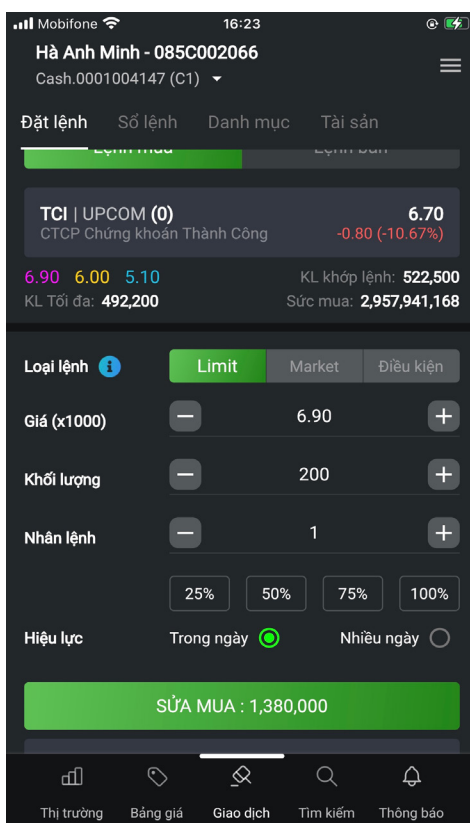 Mobifone 16:23
Hà Anh Minh - 085C002066
Cash.0001004147 (C1)
Đặt lệnh Sổ lệnh Danh mục Tài sản
Lệnh mua Lệnh bán
TCI | UPCOM (0) 6.70
CTCP Chứng khoán Thành Công -0.80 (-10.67%)
6.90 6.00 5.10 KL khớp lệnh: 522,500
KL Tối đa: 492,200 Sức mua: 2,957,941,168
Loại lệnh i Limit Market Điều kiện
Giá (x1000) − 6.90 +
Khối lượng − 200 +
Nhân lệnh − 1 +
25% 50% 75% 100%
Hiệu lực Trong ngày Nhiều ngày
SỬA MUA : 1,380,000
Thị trường Bảng giá Giao dịch Tìm kiếm Thông báo